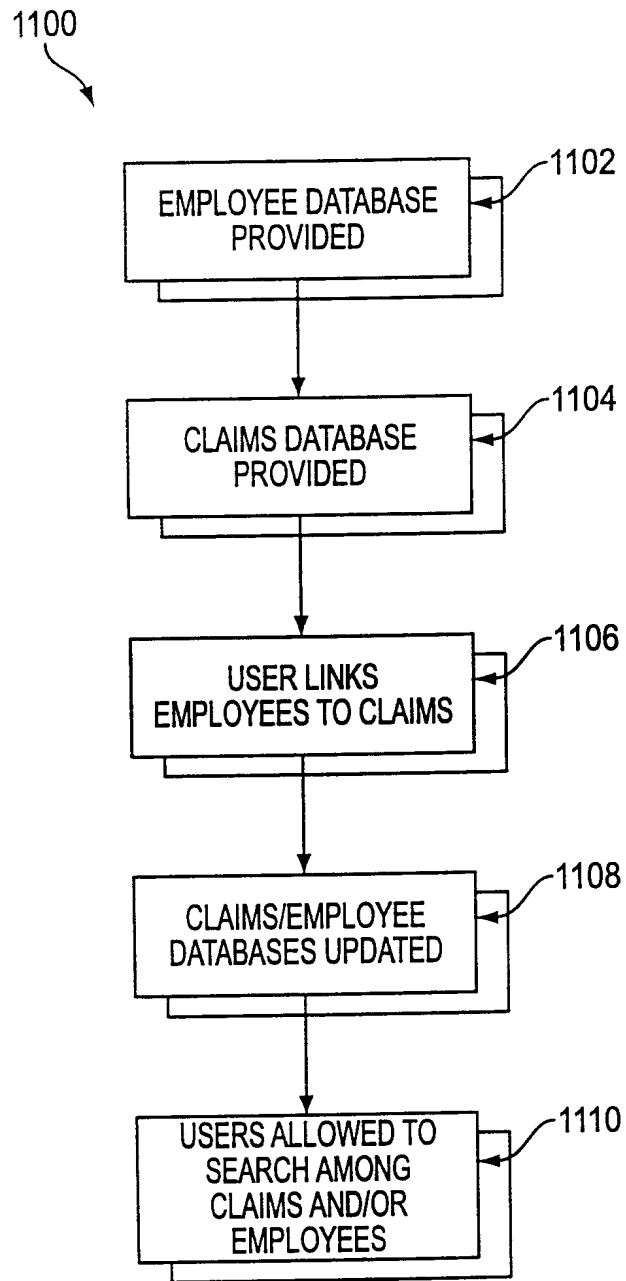 1100
1102
EMPLOYEE DATABASE
PROVIDED
1104
CLAIMS DATABASE
PROVIDED
1106
USER LINKS
EMPLOYEES TO CLAIMS
1108
CLAIMS/EMPLOYEE
DATABASES UPDATED
1110
USERS ALLOWED TO
SEARCH AMONG
CLAIMS AND/OR
EMPLOYEES